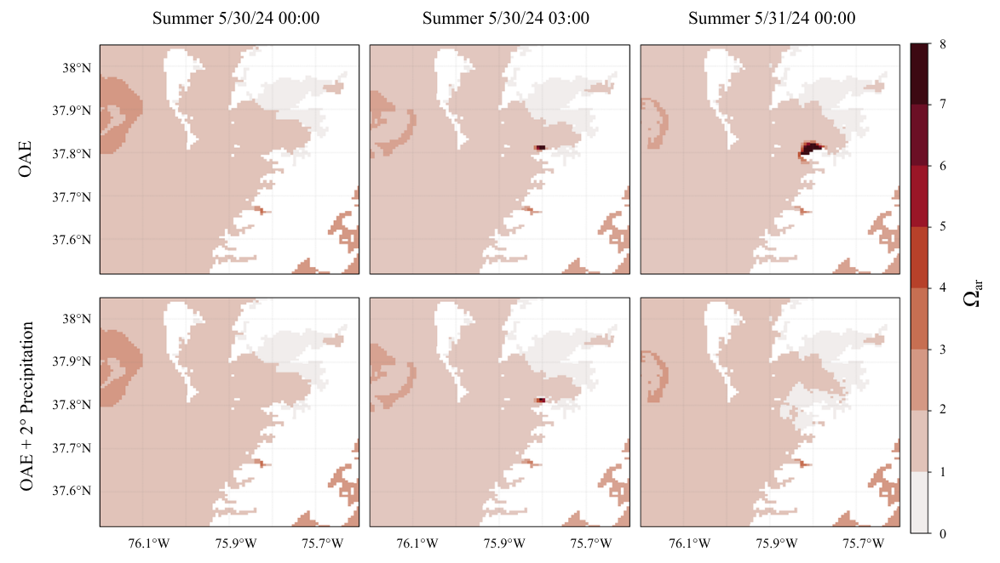 Summer 5/30/24 00:00 Summer 5/30/24 03:00 Summer 5/31/24 00:00
OAE
38°N
37.9°N
37.8°N
37.7°N
37.6°N
OAE + 2° Precipitation
38°N
37.9°N
37.8°N
37.7°N
37.6°N
76.1°W 75.9°W 75.7°W 76.1°W 75.9°W 75.7°W 76.1°W 75.9°W 75.7°W
8
7
6
5
4
3
2
1
0
Ωar